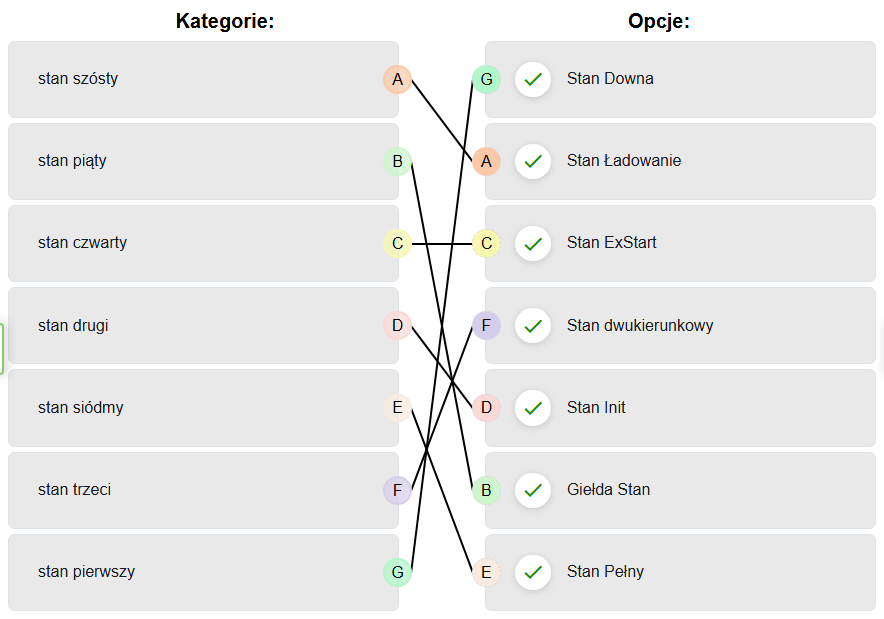 Kategorie: Opcje:
stan szósty A G Stan Downa
stan piąty B A Stan Ładowanie
stan czwarty C C Stan ExStart
stan drugi D F Stan dwukierunkowy
stan siódmy E D Stan Init
stan trzeci F B Giełda Stan
stan pierwszy G E Stan Pełny